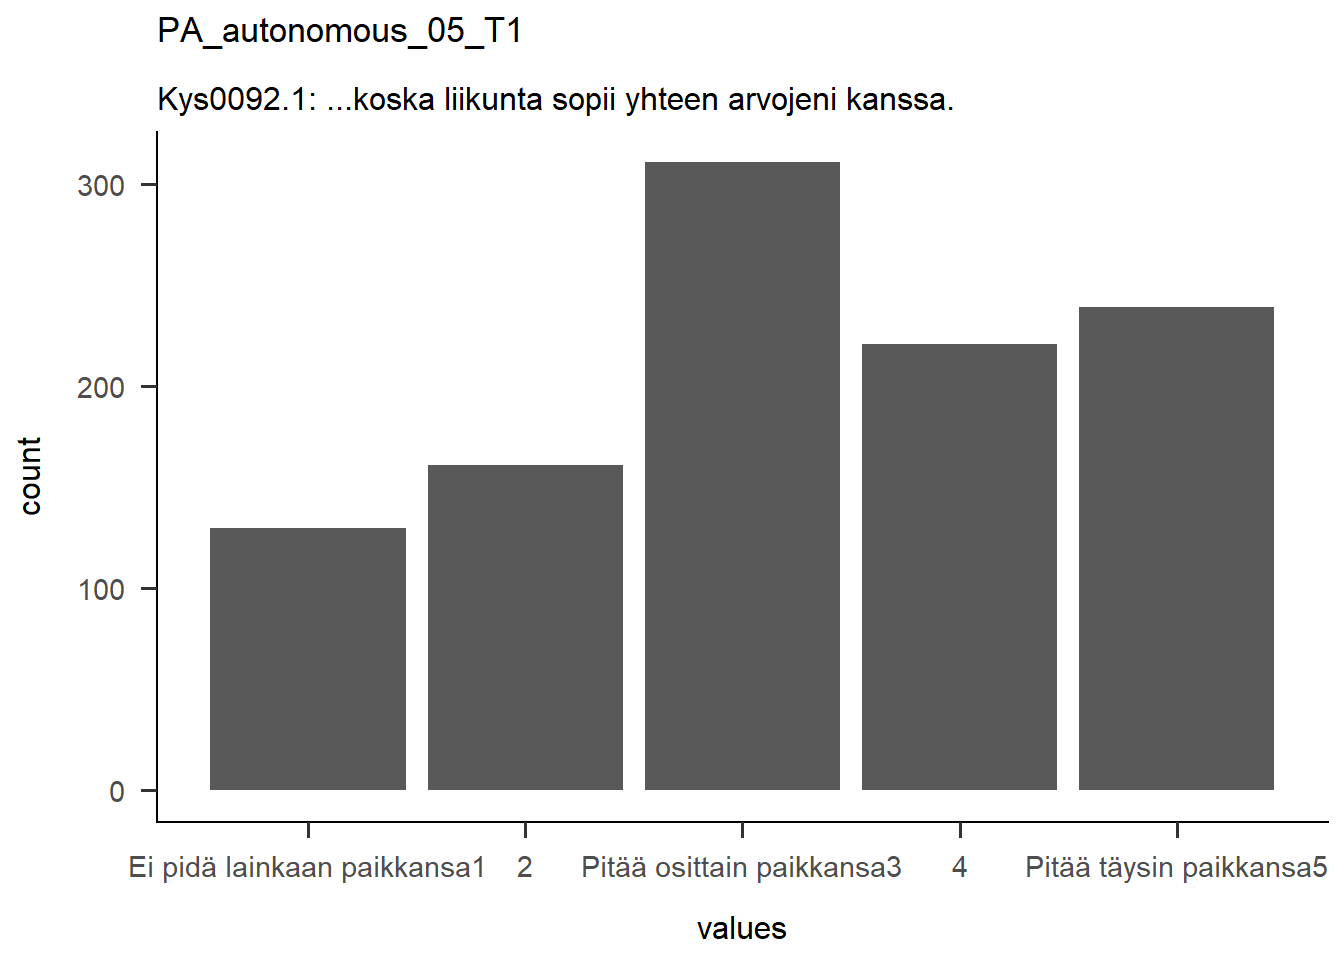 PA_autonomous_05_T1
Kys0092.1: ...koska liikunta sopii yhteen arvojeni kanssa.
300
200
100
0
count
Ei pidä lainkaan paikkansa1
2
Pitää osittain paikkansa3
4
Pitää täysin paikkansa5
values